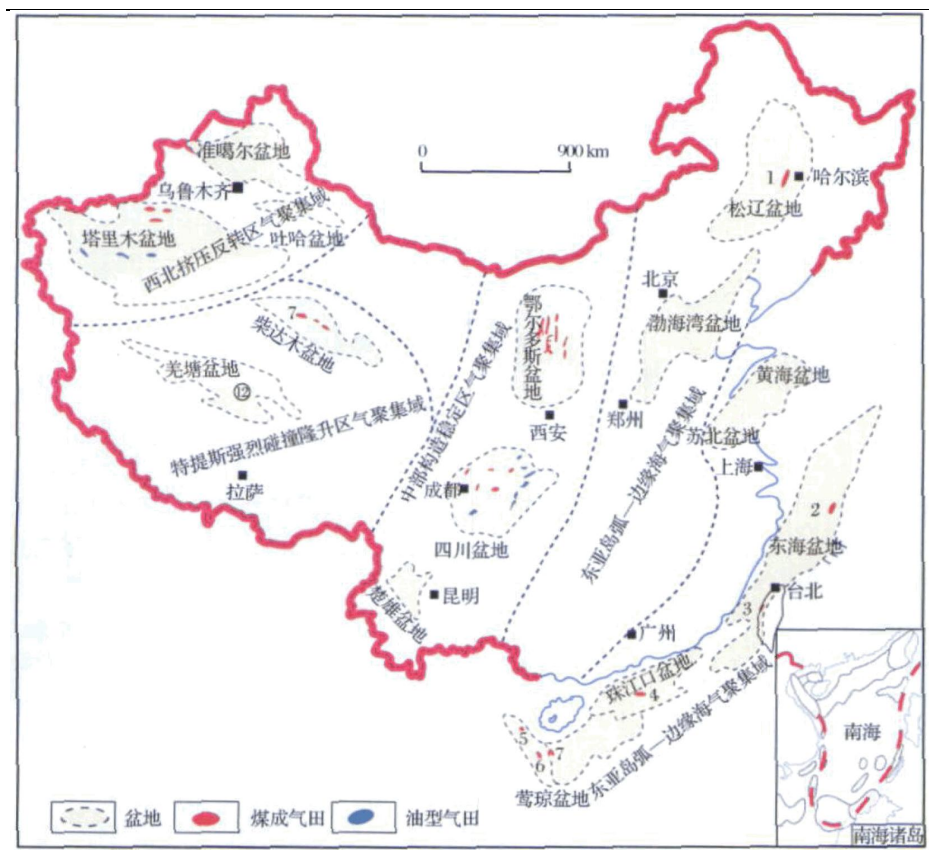 0 900 km
准噶尔盆地
乌鲁木齐
塔里木盆地
吐哈盆地
西北挤压反转区气聚集域
1
哈尔滨
松辽盆地
北京
渤海湾盆地
鄂尔多斯盆地
7
柴达木盆地
羌塘盆地
⑫
特提斯强烈碰撞隆升区气聚集域
拉萨
中部构造稳定区气聚集域
西安
郑州
黄海盆地
苏北盆地
上海
东亚岛弧—边缘海气聚集域
成都
四川盆地
2
东海盆地
楚雄盆地
昆明
台北
3
广州
珠江口盆地
4
5
6
7
莺琼盆地
东亚岛弧—边缘海气聚集域
南海
南海诸岛
盆地
煤成气田
油型气田